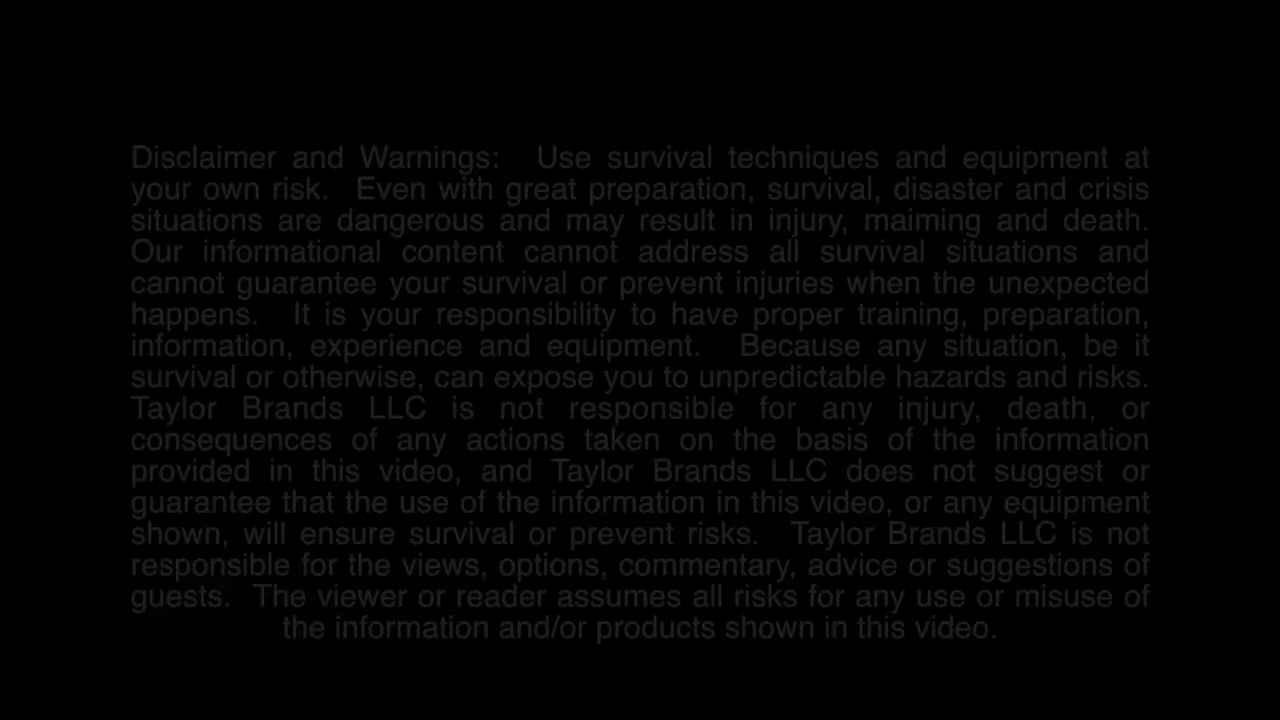 Disclaimer and Warnings: Use survival techniques and equipment at
your own risk. Even with great preparation, survival, disaster and crisis
situations are dangerous and may result in injury, maiming and death.
Our informational content cannot address all survival situations and
cannot guarantee your survival or prevent injuries when the unexpected
happens. It is your responsibility to have proper training, preparation,
information, experience and equipment. Because any situation, be it
survival or otherwise, can expose you to unpredictable hazards and risks.
Taylor Brands LLC is not responsible for any injury, death, or
consequences of any actions taken on the basis of the information
provided in this video, and Taylor Brands LLC does not suggest or
guarantee that the use of the information in this video, or any equipment
shown, will ensure survival or prevent risks. Taylor Brands LLC is not
responsible for the views, options, commentary, advice or suggestions of
guests. The viewer or reader assumes all risks for any use or misuse of
the information and/or products shown in this video.